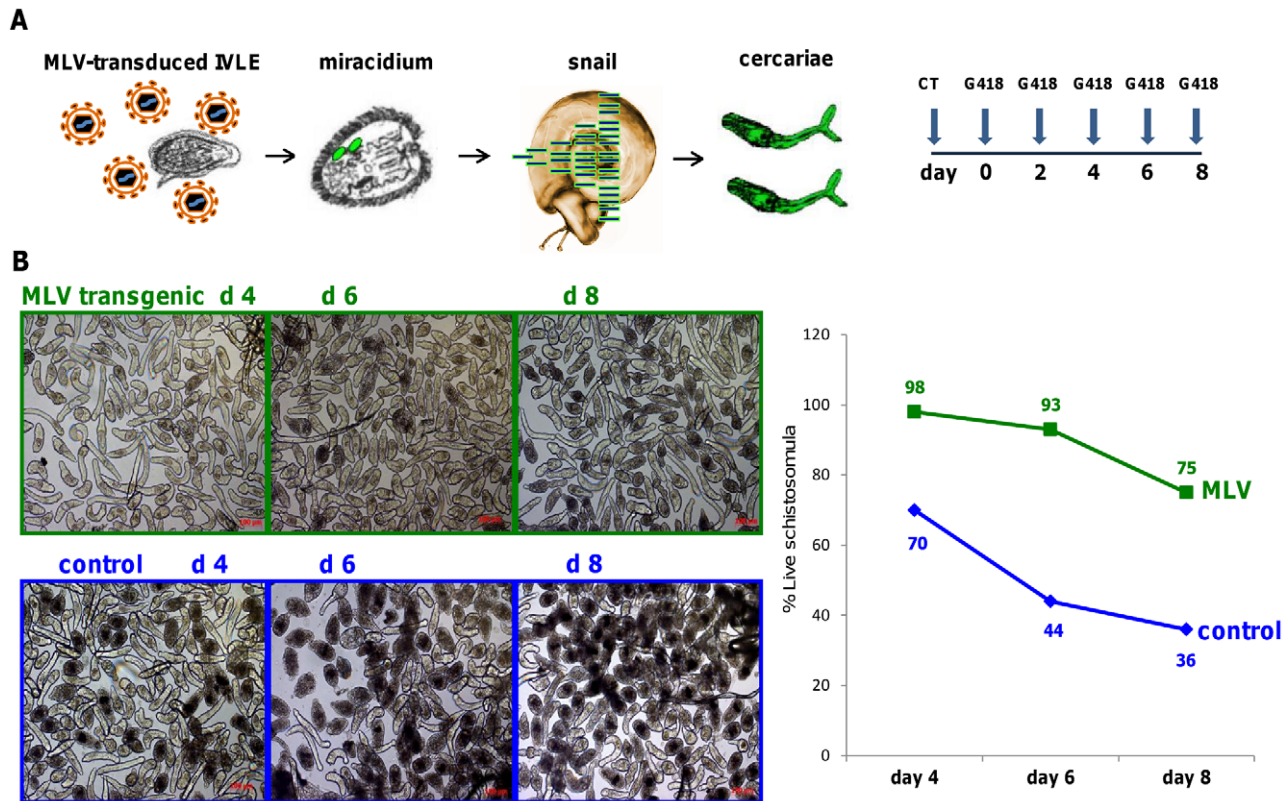 A
MLV-transduced IVLE
miracidium
snail
cercariae
CT G418 G418 G418 G418 G418
day 0 2 4 6 8
B
MLV transgenic d 4 d 6 d 8
100 µm
control d 4 d 6 d 8
% Live schistosomula
120
100
80
60
40
20
0
98
93
75
MLV
70
44
36
control
day 4 day 6 day 8